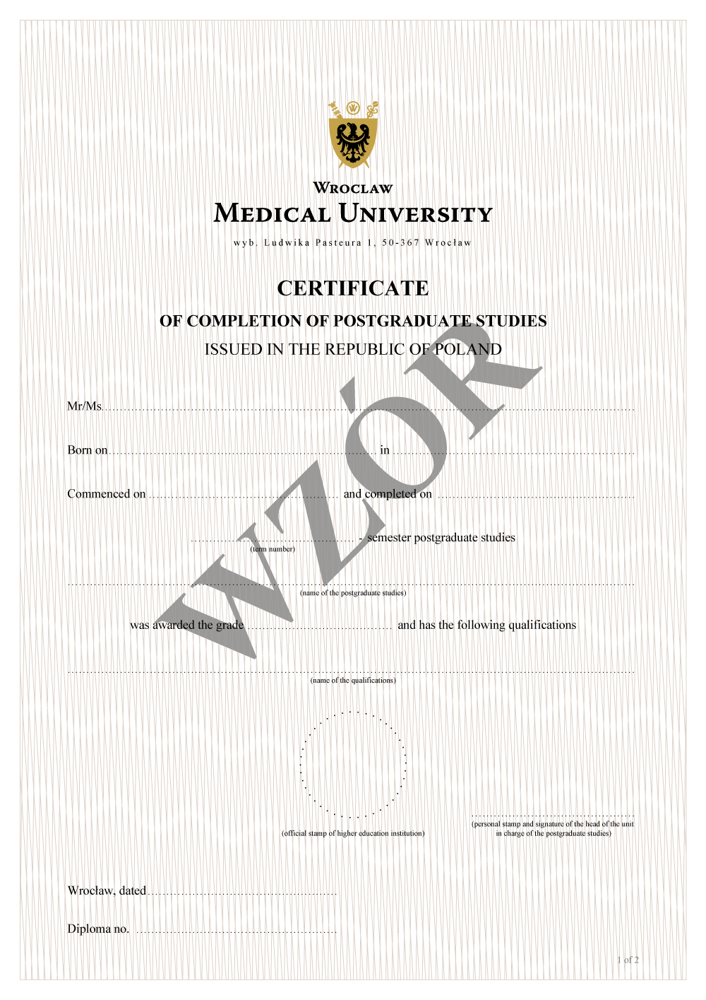 WROCLAW
MEDICAL UNIVERSITY
wyb. Ludwika Pasteura 1, 50-367 Wrocław
CERTIFICATE
OF COMPLETION OF POSTGRADUATE STUDIES
ISSUED IN THE REPUBLIC OF POLAND
WZÓR
Mr/Ms
Born on in
Commenced on and completed on
- semester postgraduate studies
(term number)
(name of the postgraduate studies)
was awarded the grade and has the following qualifications
(name of the qualifications)
(official stamp of higher education institution)
(personal stamp and signature of the head of the unit
in charge of the postgraduate studies)
Wrocław, dated
Diploma no.
1 of 2